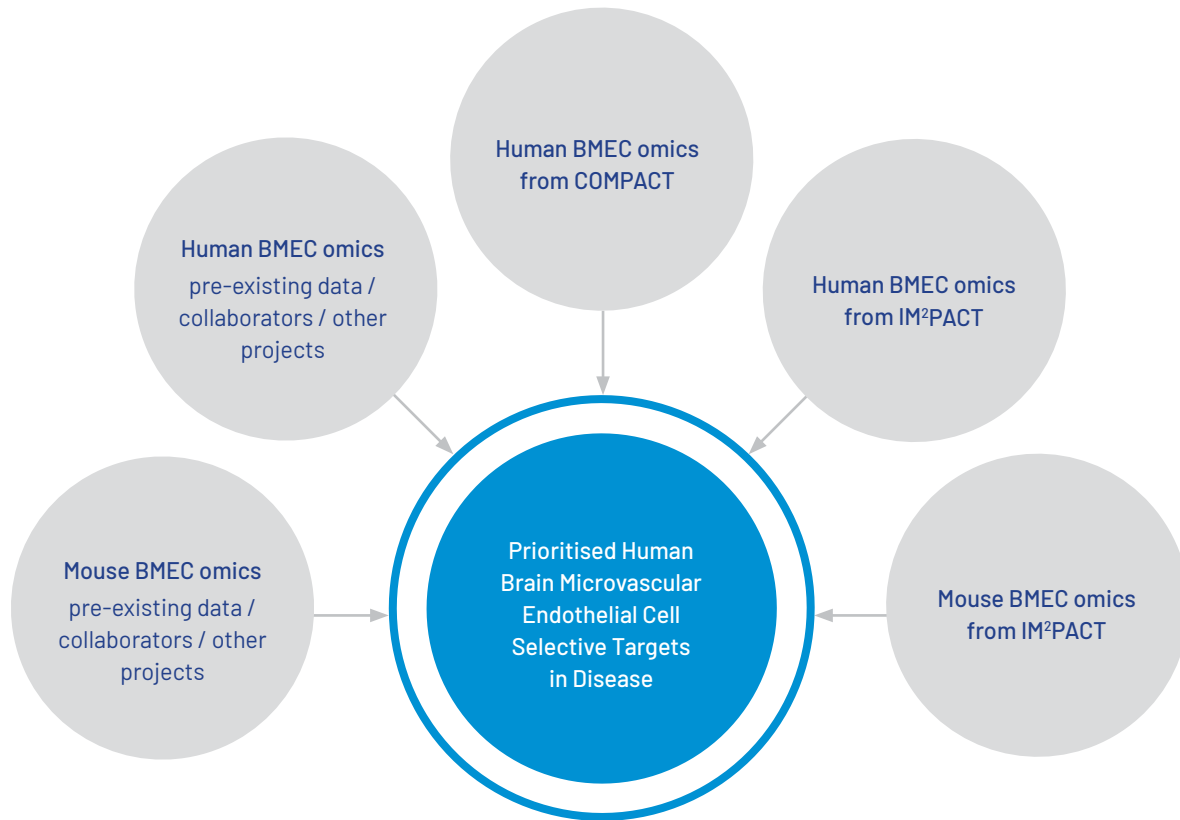 Human BMEC omics
from COMPACT
Human BMEC omics
pre-existing data /
collaborators / other
projects
Human BMEC omics
from IM²PACT
Mouse BMEC omics
pre-existing data /
collaborators / other
projects
Prioritised Human
Brain Microvascular
Endothelial Cell
Selective Targets
in Disease
Mouse BMEC omics
from IM²PACT